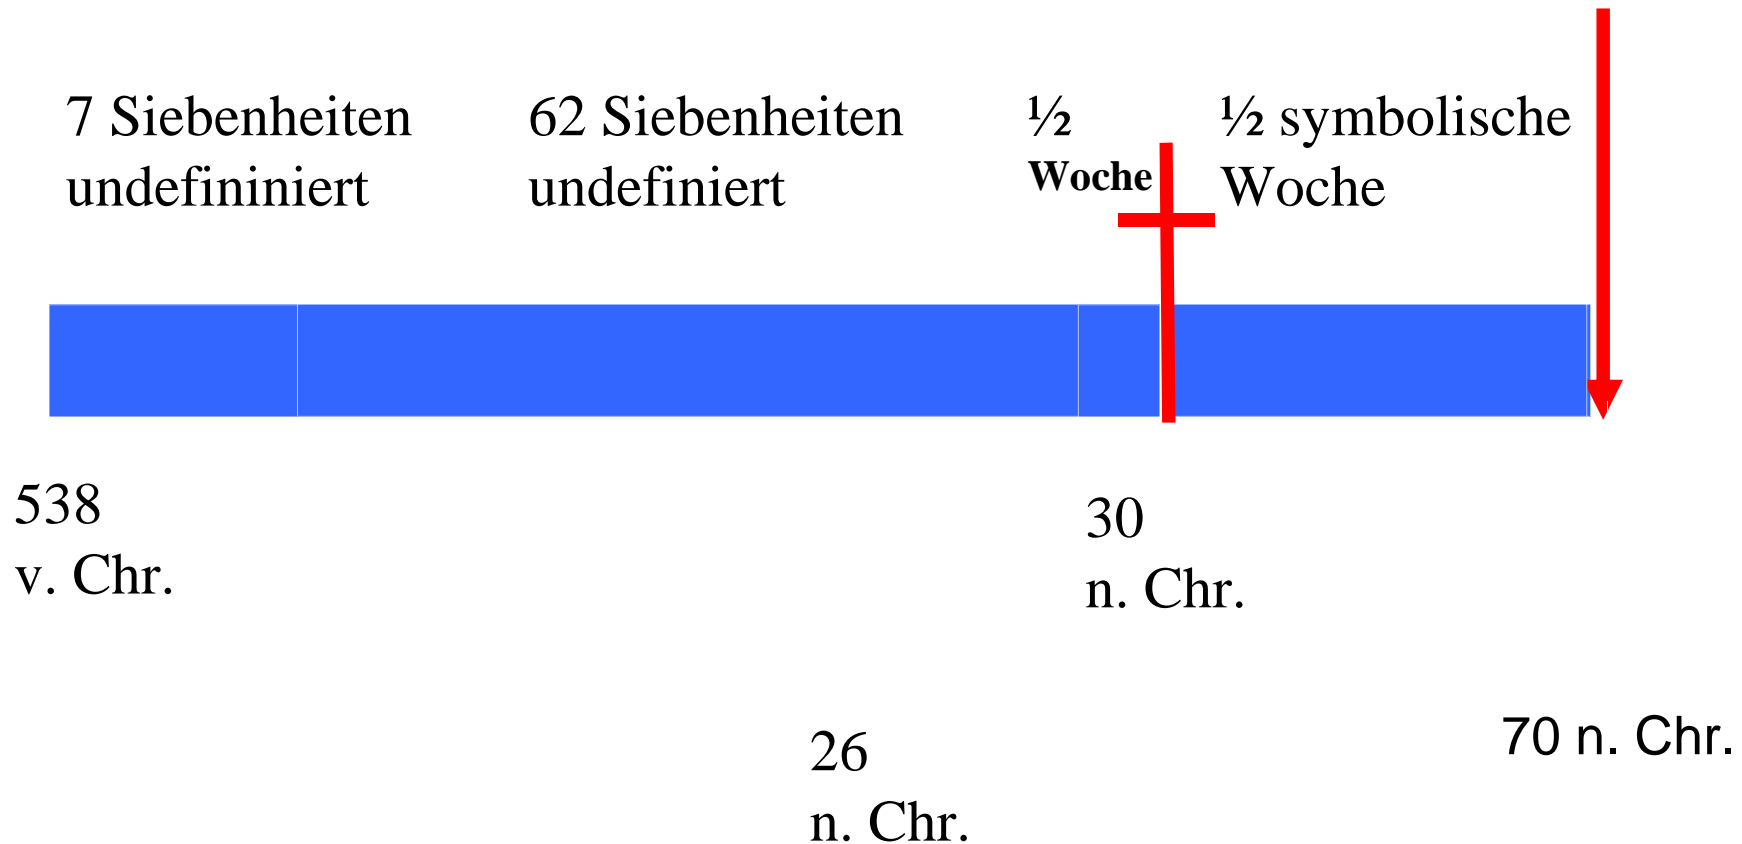 7 Siebenheiten
undefininiert
62 Siebenheiten
undefiniert
½
Woche
½ symbolische
Woche
538
v. Chr.
30
n. Chr.
26
n. Chr.
70 n. Chr.